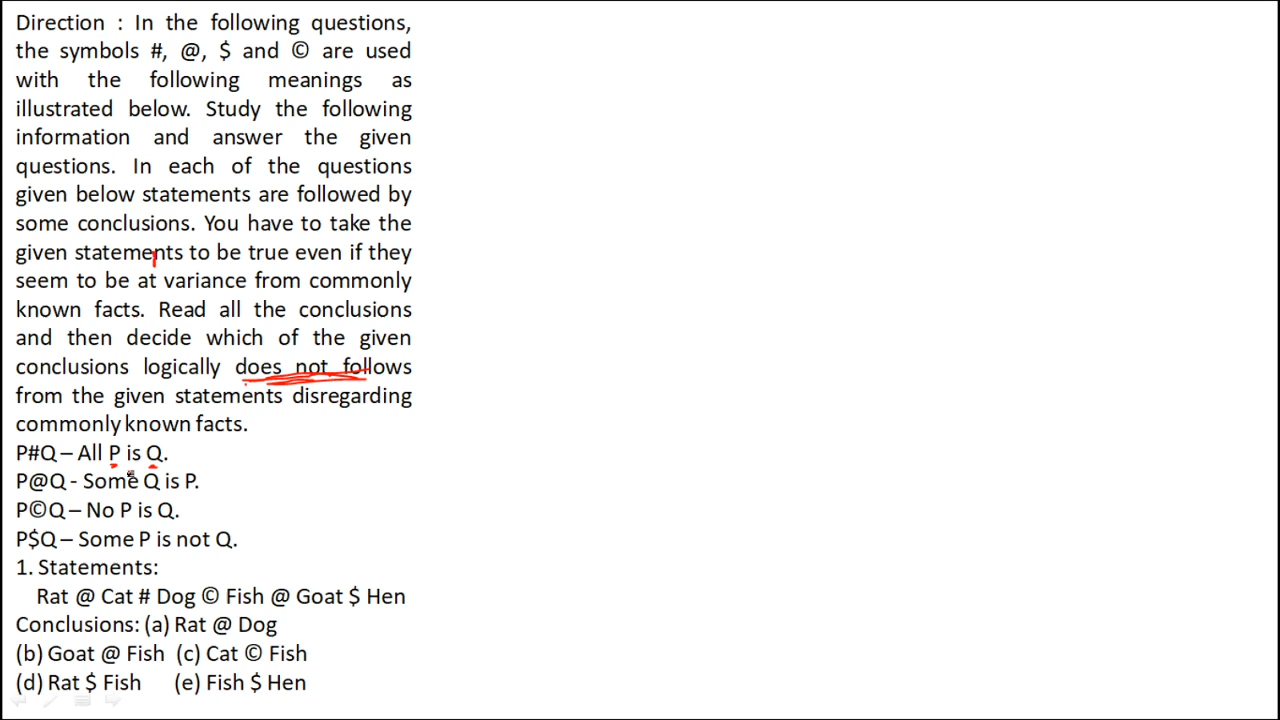 Direction : In the following questions,
the symbols #, @, $ and © are used
with the following meanings as
illustrated below. Study the following
information and answer the given
questions. In each of the questions
given below statements are followed by
some conclusions. You have to take the
given statements to be true even if they
seem to be at variance from commonly
known facts. Read all the conclusions
and then decide which of the given
conclusions logically does not follows
from the given statements disregarding
commonly known facts.
P#Q – All P is Q.
P@Q - Some Q is P.
P©Q – No P is Q.
P$Q – Some P is not Q.
1. Statements:
Rat @ Cat # Dog © Fish @ Goat $ Hen
Conclusions: (a) Rat @ Dog
(b) Goat @ Fish (c) Cat © Fish
(d) Rat $ Fish (e) Fish $ Hen